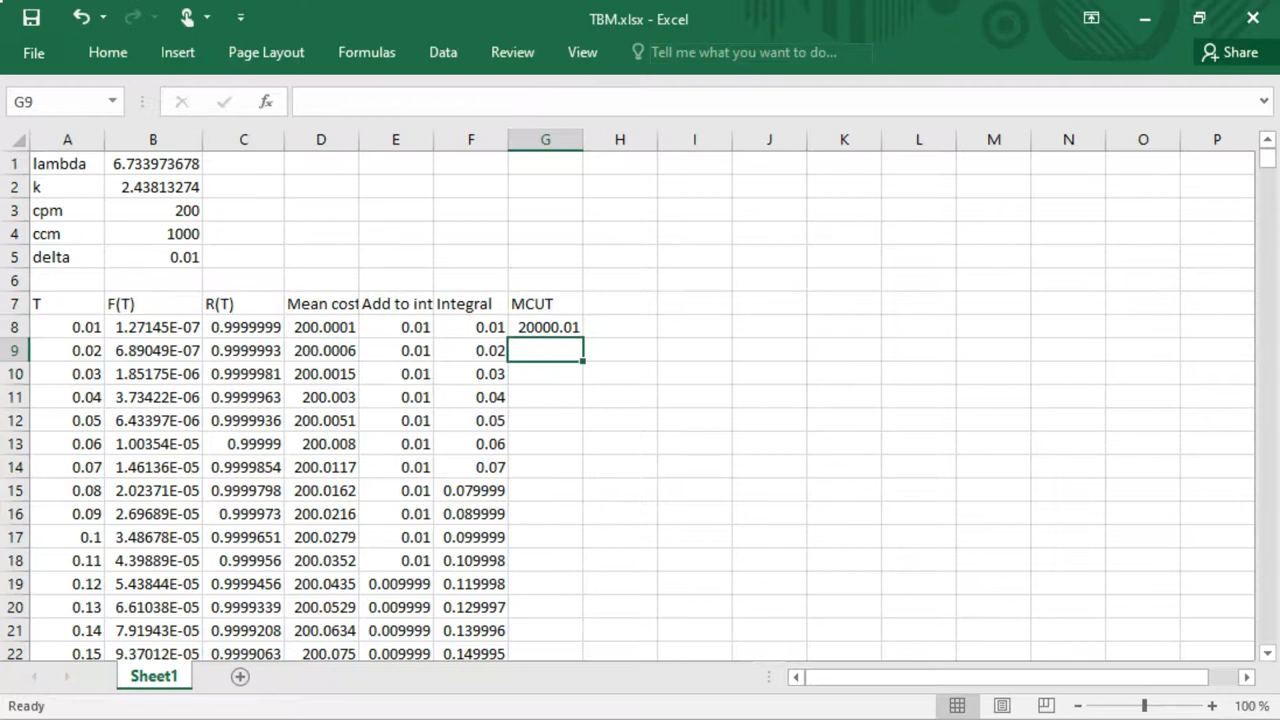 TBM.xlsx - Excel
File Home Insert Page Layout Formulas Data Review View Tell me what you want to do... Share
G9 fx
A B C D E F G H I J K L M N O P
1 lambda 6.733973678
2 k 2.43813274
3 cpm 200
4 ccm 1000
5 delta 0.01
6
7 T F(T) R(T) Mean cost Add to int Integral MCUT
8 0.01 1.27145E-07 0.9999999 200.0001 0.01 0.01 20000.01
9 0.02 6.89049E-07 0.9999993 200.0006 0.01 0.02
10 0.03 1.85175E-06 0.9999981 200.0015 0.01 0.03
11 0.04 3.73422E-06 0.9999963 200.003 0.01 0.04
12 0.05 6.43397E-06 0.9999936 200.0051 0.01 0.05
13 0.06 1.00354E-05 0.99999 200.008 0.01 0.06
14 0.07 1.46136E-05 0.9999854 200.0117 0.01 0.07
15 0.08 2.02371E-05 0.9999798 200.0162 0.01 0.079999
16 0.09 2.69689E-05 0.999973 200.0216 0.01 0.089999
17 0.1 3.48678E-05 0.9999651 200.0279 0.01 0.099999
18 0.11 4.39889E-05 0.999956 200.0352 0.01 0.109998
19 0.12 5.43844E-05 0.9999456 200.0435 0.009999 0.119998
20 0.13 6.61038E-05 0.9999339 200.0529 0.009999 0.129997
21 0.14 7.91943E-05 0.9999208 200.0634 0.009999 0.139996
22 0.15 9.37012E-05 0.9999063 200.075 0.009999 0.149995
Sheet1
Ready 100 %